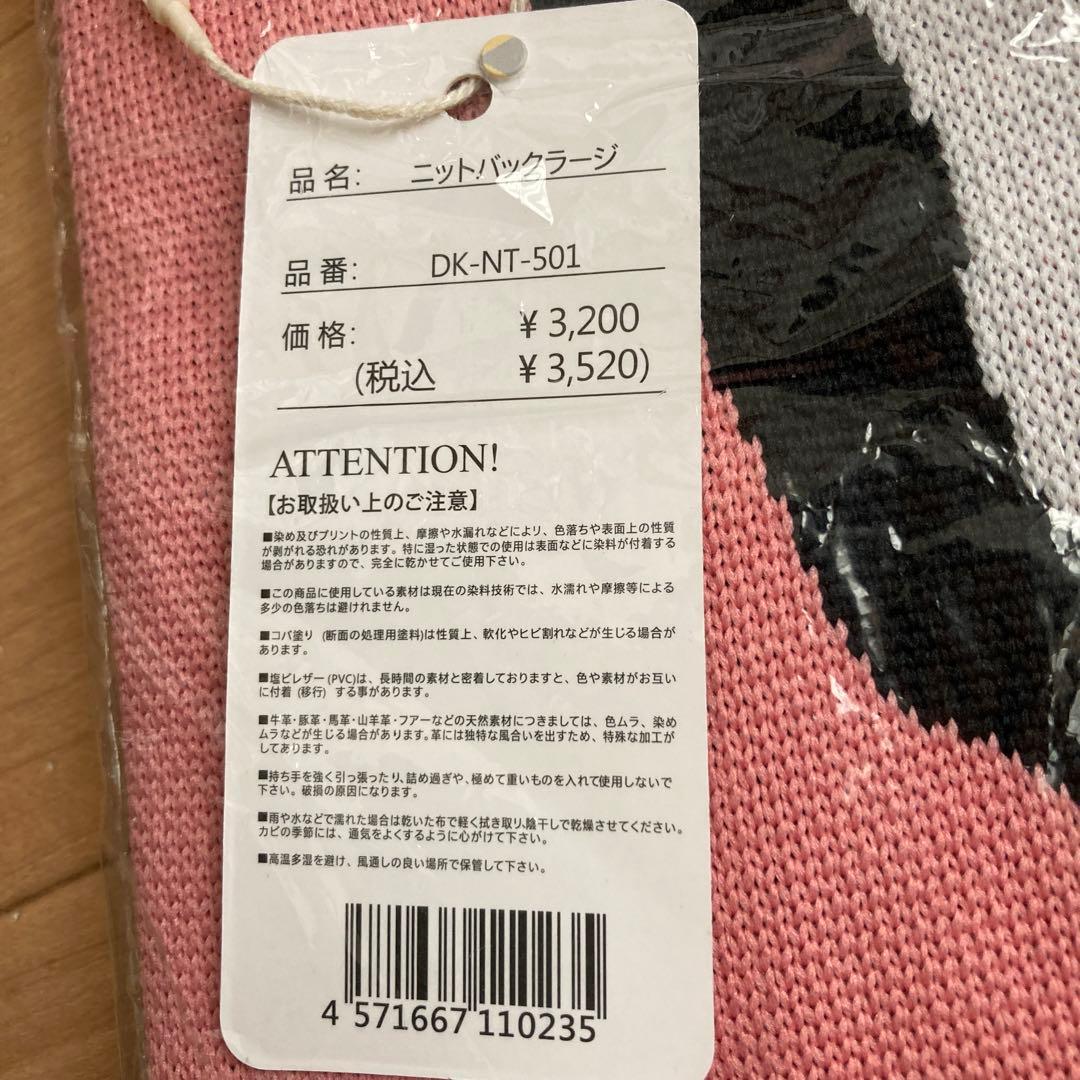 品名: ニットバックラージ
品番: DK-NT-501
価格: ¥3,200
(税込 ¥3,520)
ATTENTION!
【お取扱い上のご注意】
■染め及びプリントの性質上、摩擦や水漏れなどにより、色落ちや表面上の性質
が剥がれる恐れがあります。特に湿った状態での使用は表面などに染料が付着する
場合がありますので、完全に乾かせてご使用下さい。
■この商品に使用している素材は現在の染料技術では、水濡れや摩擦等による
多少の色落ちは避けれません。
■コバ塗り (断面の処理用塗料)は性質上、軟化やヒビ割れなどが生じる場合が
あります。
■塩ビレザー(PVC)は、長時間の素材と密着しておりますと、色や素材がお互い
に付着 (移行) する事があります。
■牛革・豚革・馬革・山羊革・フアーなどの天然素材につきましては、色ムラ、染め
ムラなどが生じる場合があります。革には独特な風合いを出すため、特殊な加工が
してあります。
■持ち手を強く引っ張ったり、詰め過ぎや、極めて重いものを入れて使用しないで
下さい。破損の原因になります。
■雨や水などで濡れた場合は乾いた布で軽く拭き取り、陰干しで乾燥させてください。
カビの季節には、通気をよくするように心がけて下さい。
■高温多湿を避け、風通しの良い場所で保管して下さい。
4 571667 110235